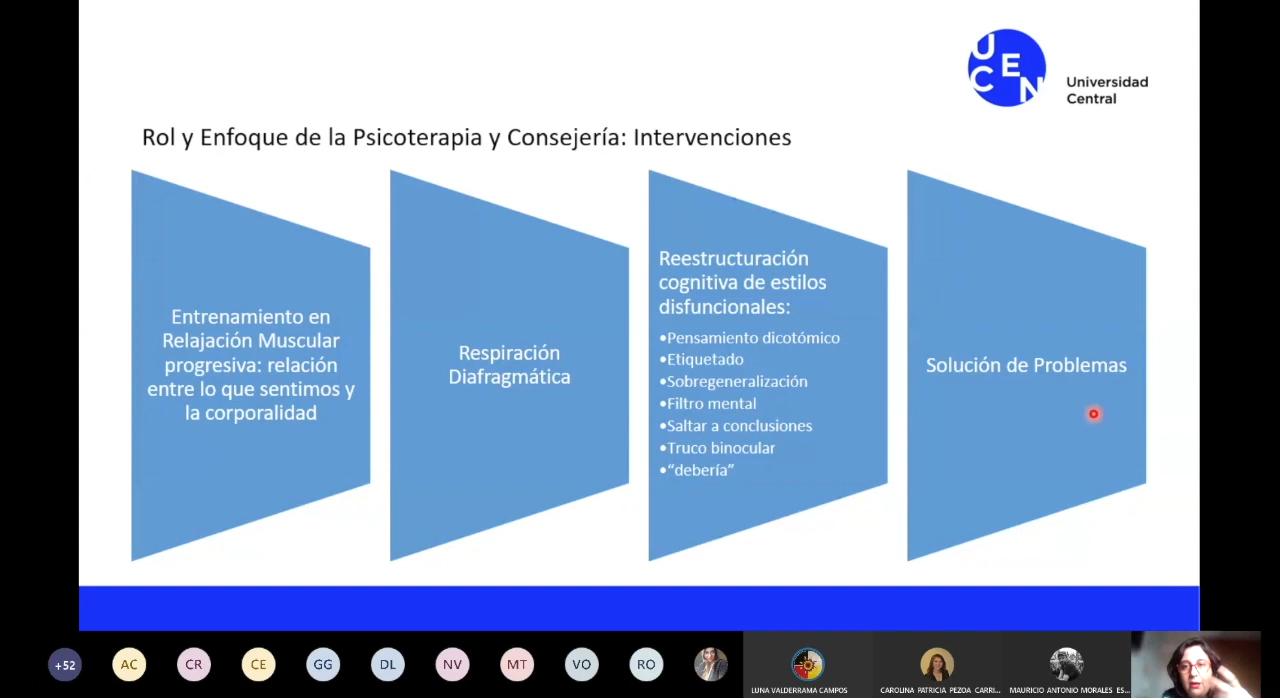 UCEN
Universidad
Central
Rol y Enfoque de la Psicoterapia y Consejería: Intervenciones
Entrenamiento en
Relajación Muscular
progresiva: relación
entre lo que sentimos y
la corporalidad
Respiración
Diafragmática
Reestructuración
cognitiva de estilos
disfuncionales:
•Pensamiento dicotómico
•Etiquetado
•Sobregeneralización
•Filtro mental
•Saltar a conclusiones
•Truco binocular
•“debería”
Solución de Problemas
+52
AC
CR
CE
GG
DL
NV
MT
VO
RO
LUNA VALDERRAMA CAMPOS
CAROLINA PATRICIA PEZOA CARRI...
MAURICIO ANTONIO MORALES ES...